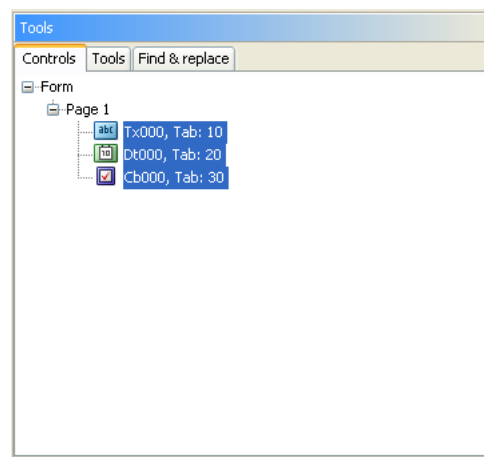 Tools
Controls Tools Find & replace
Form
Page 1
abc Tx000, Tab: 10
10 Dt000, Tab: 20
Cb000, Tab: 30